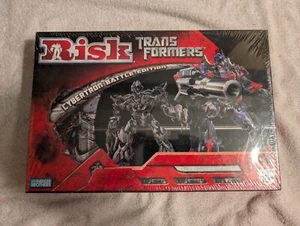 Risk
TRANS
FORMERS
CYBERTRON BATTLE EDITION